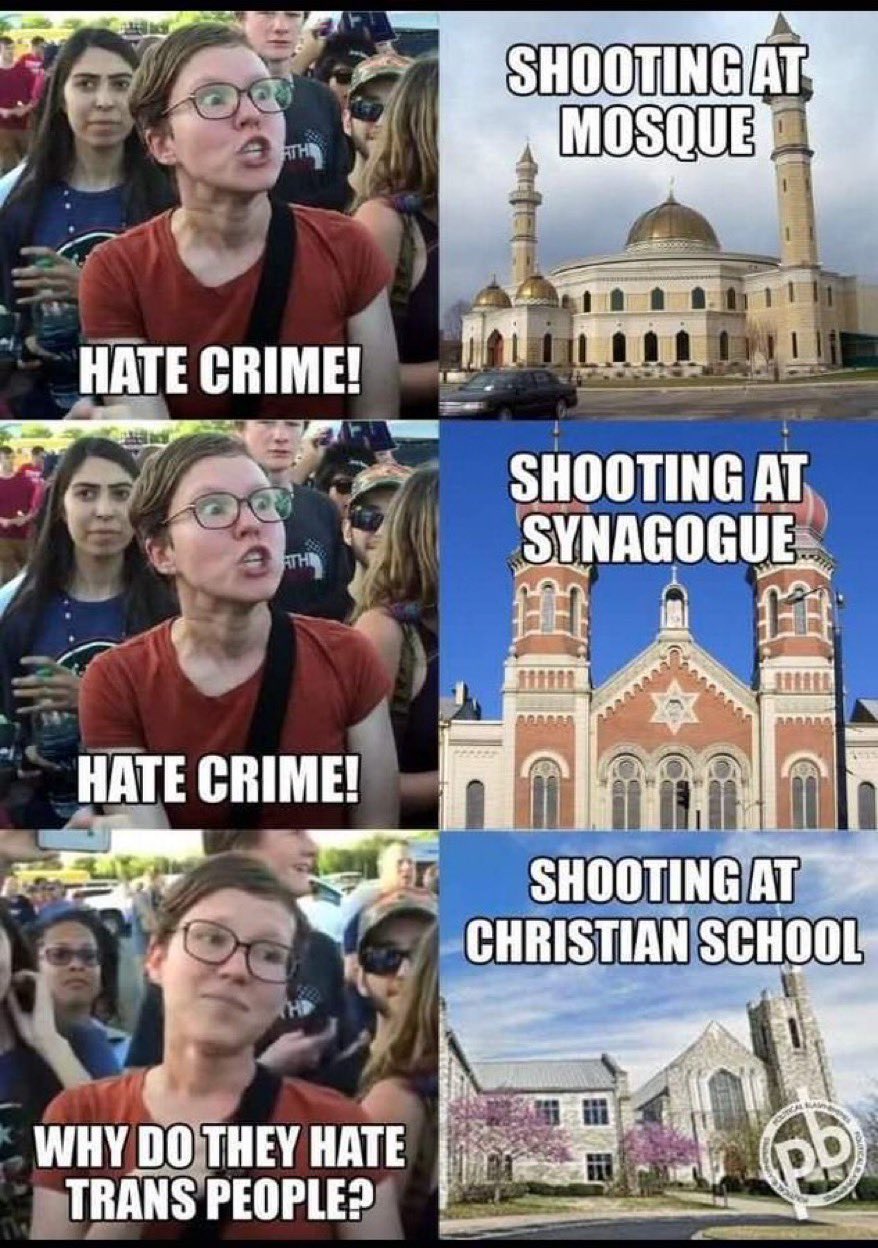 SHOOTING AT
MOSQUE
HATE CRIME!
SHOOTING AT
SYNAGOGUE
HATE CRIME!
SHOOTING AT
CHRISTIAN SCHOOL
WHY DO THEY HATE
TRANS PEOPLE?
pb